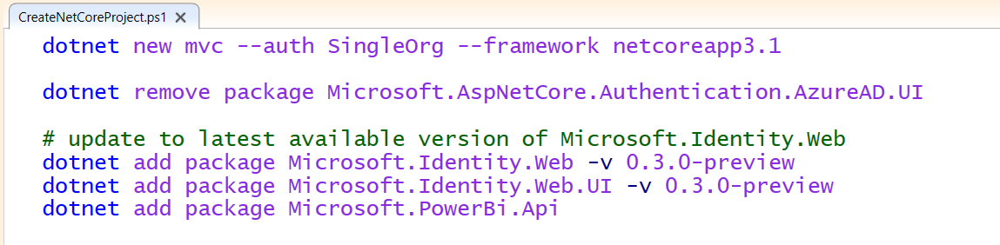 CreateNetCoreProject.ps1
dotnet new mvc --auth SingleOrg --framework netcoreapp3.1
dotnet remove package Microsoft.AspNetCore.Authentication.AzureAD.UI
# update to latest available version of Microsoft.Identity.Web
dotnet add package Microsoft.Identity.Web -v 0.3.0-preview
dotnet add package Microsoft.Identity.Web.UI -v 0.3.0-preview
dotnet add package Microsoft.PowerBi.Api